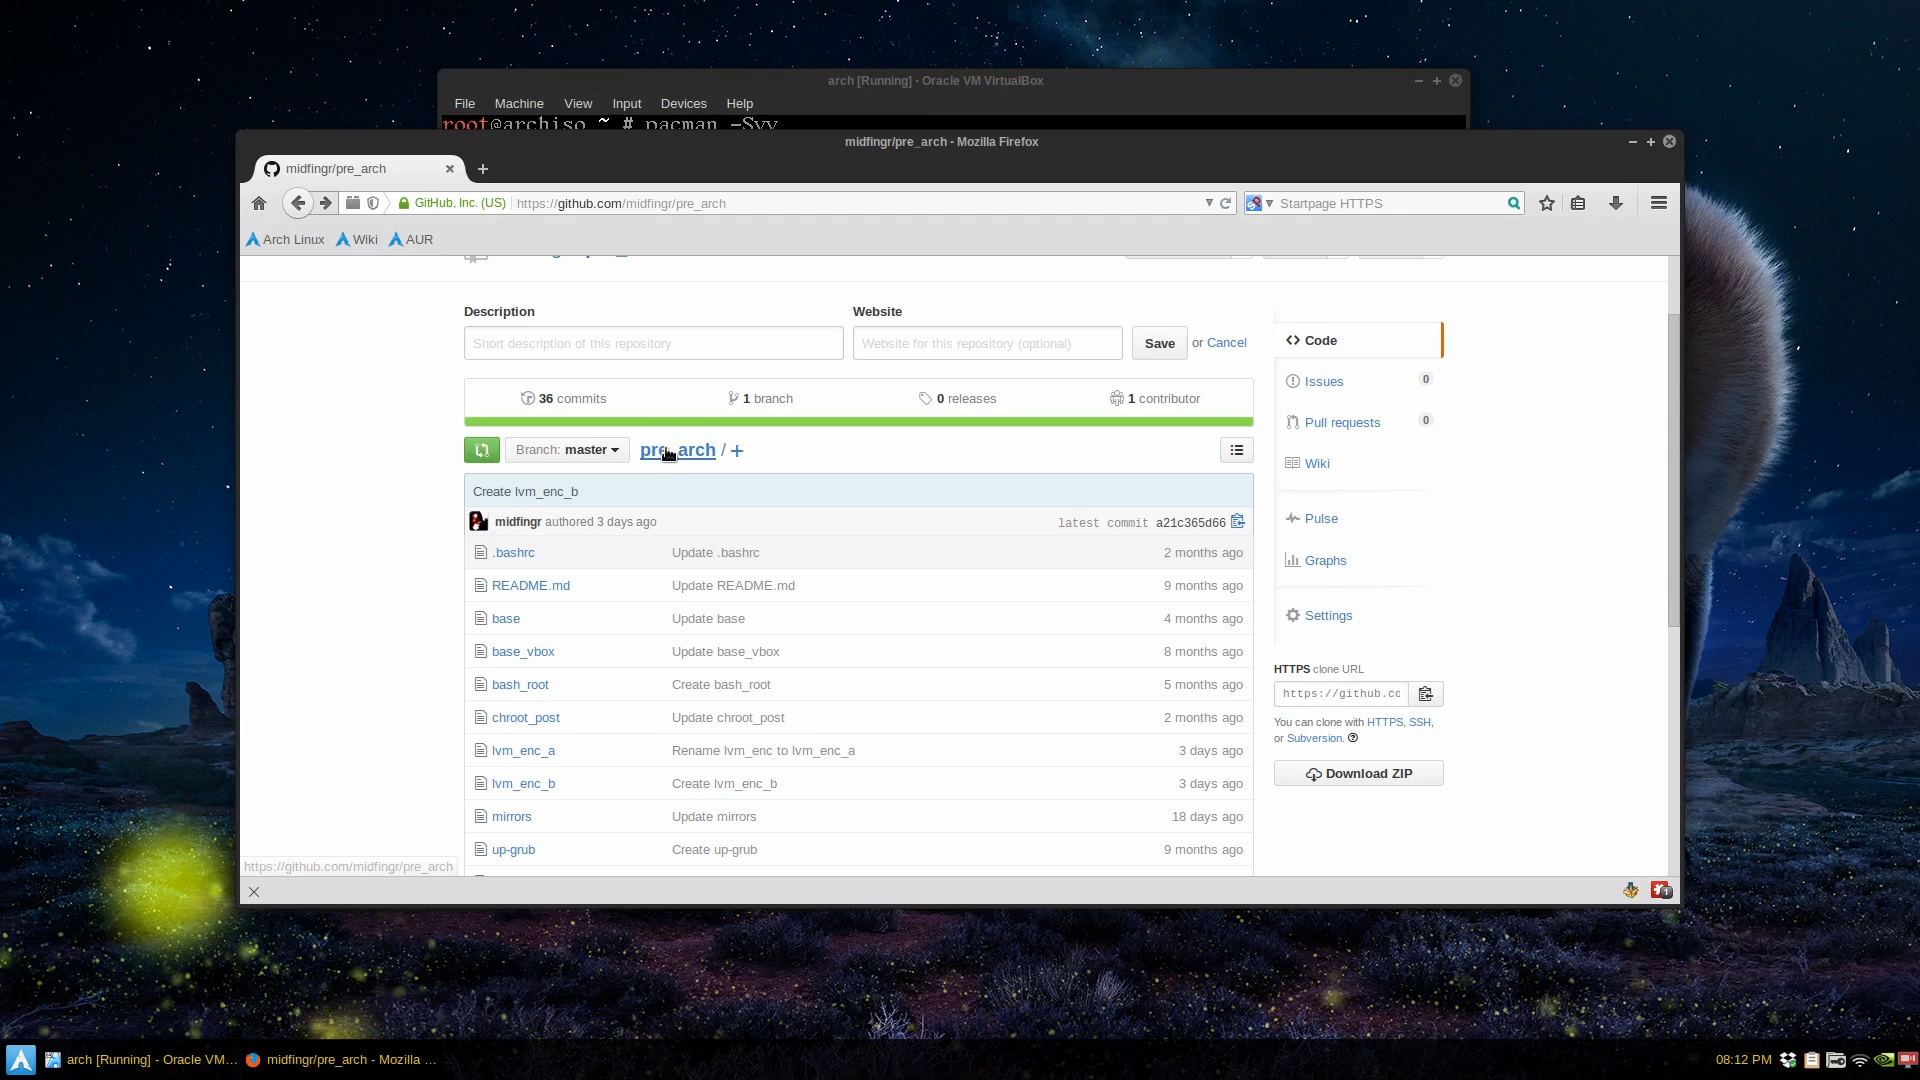 arch [Running] - Oracle VM VirtualBox
File Machine View Input Devices Help
root@archiso ~ # pacman -Syy
midfingr/pre_arch - Mozilla Firefox
midfingr/pre_arch
GitHub, Inc. (US) https://github.com/midfingr/pre_arch Startpage HTTPS
Arch Linux Wiki AUR
Description Website
Short description of this repository Website for this repository (optional) Save or Cancel
36 commits 1 branch 0 releases 1 contributor
Branch: master pre_arch / +
Create lvm_enc_b
midfingr authored 3 days ago latest commit a21c365d66
.bashrc Update .bashrc 2 months ago
README.md Update README.md 9 months ago
base Update base 4 months ago
base_vbox Update base_vbox 8 months ago
bash_root Create bash_root 5 months ago
chroot_post Update chroot_post 2 months ago
lvm_enc_a Rename lvm_enc to lvm_enc_a 3 days ago
lvm_enc_b Create lvm_enc_b 3 days ago
mirrors Update mirrors 18 days ago
up-grub Create up-grub 9 months ago
Code
Issues 0
Pull requests 0
Wiki
Pulse
Graphs
Settings
HTTPS clone URL
https://github.cc
You can clone with HTTPS, SSH,
or Subversion.
Download ZIP
https://github.com/midfingr/pre_arch
arch [Running] - Oracle VM... midfingr/pre_arch - Mozilla ... 08:12 PM